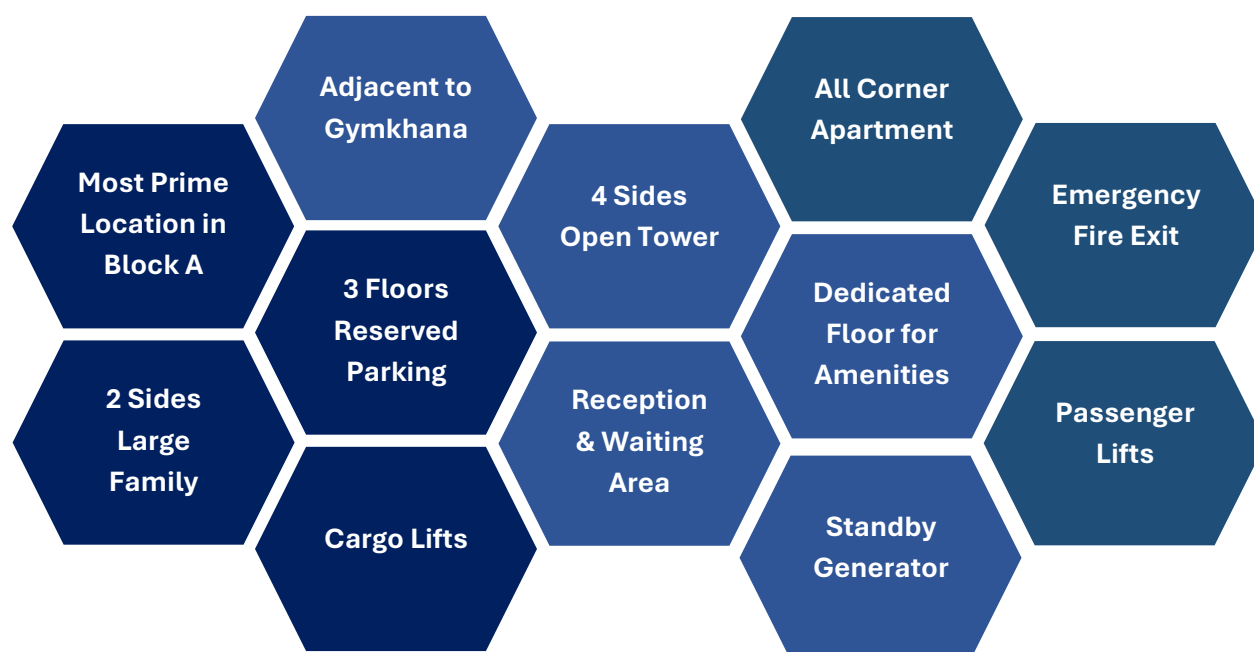 Adjacent to
Gymkhana
All Corner
Apartment
Most Prime
Location in
Block A
4 Sides
Open Tower
Emergency
Fire Exit
3 Floors
Reserved
Parking
Dedicated
Floor for
Amenities
2 Sides
Large
Family
Reception
& Waiting
Area
Passenger
Lifts
Cargo Lifts
Standby
Generator